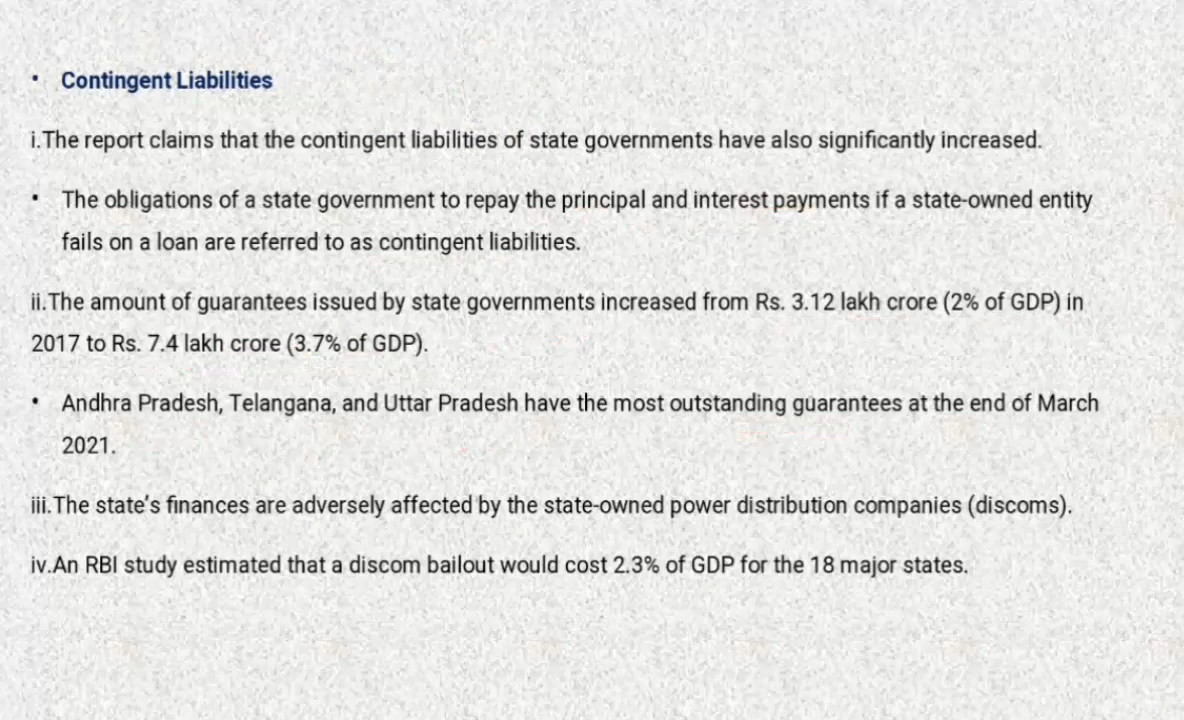 • Contingent Liabilities
i.The report claims that the contingent liabilities of state governments have also significantly increased.
• The obligations of a state government to repay the principal and interest payments if a state-owned entity
fails on a loan are referred to as contingent liabilities.
ii.The amount of guarantees issued by state governments increased from Rs. 3.12 lakh crore (2% of GDP) in
2017 to Rs. 7.4 lakh crore (3.7% of GDP).
• Andhra Pradesh, Telangana, and Uttar Pradesh have the most outstanding guarantees at the end of March
2021.
iii.The state's finances are adversely affected by the state-owned power distribution companies (discoms).
iv.An RBI study estimated that a discom bailout would cost 2.3% of GDP for the 18 major states.